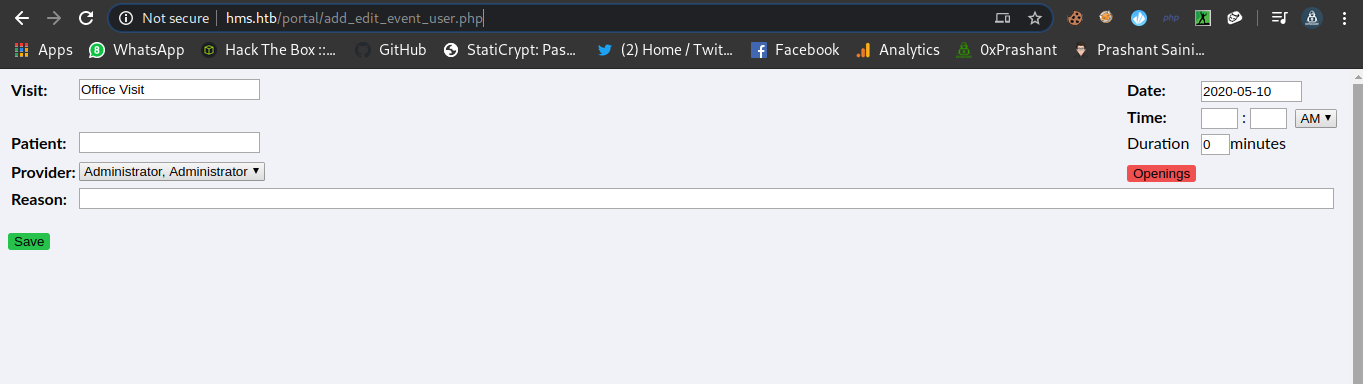 Not secure | hms.htb/portal/add_edit_event_user.php php
Apps 8 WhatsApp Hack The Box ::... GitHub StatiCrypt: Pas... (2) Home / Twit... Facebook Analytics 0xPrashant Prashant Saini...
Visit: Office Visit Date: 2020-05-10
Time: : AM
Patient: Duration 0 minutes
Provider: Administrator, Administrator Openings
Reason:
Save